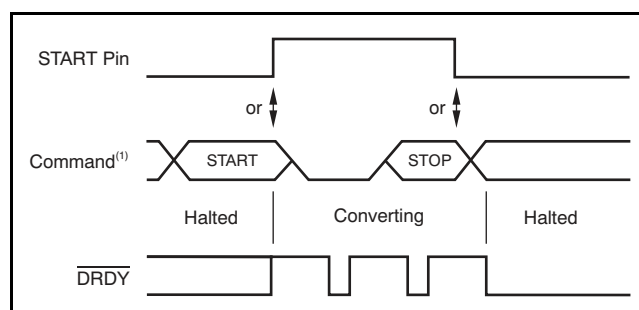 START Pin
or or
Command(1) START STOP
Halted Converting Halted
DRDY